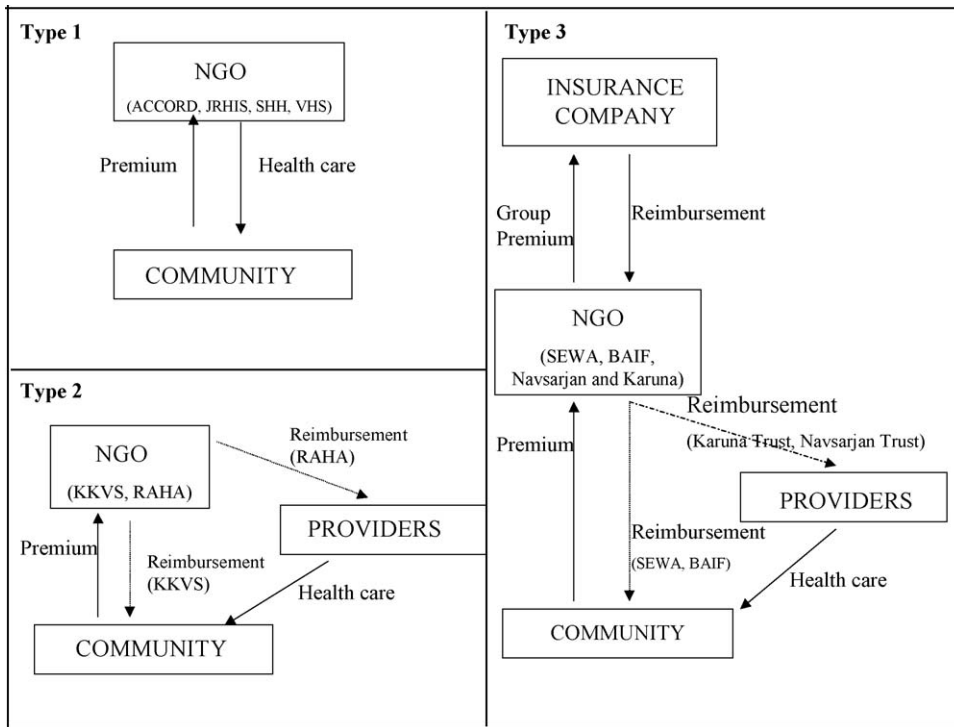 Type 1
NGO
(ACCORD, JRHIS, SHH, VHS)
Premium
Health care
COMMUNITY
Type 2
NGO
(KKVS, RAHA)
Reimbursement
(RAHA)
PROVIDERS
Premium
Reimbursement
(KKVS)
Health care
COMMUNITY
Type 3
INSURANCE
COMPANY
Group
Premium
Reimbursement
NGO
(SEWA, BAIF,
Navsarjan and Karuna)
Reimbursement
(Karuna Trust, Navsarjan Trust)
Premium
PROVIDERS
Reimbursement
(SEWA, BAIF)
Health care
COMMUNITY